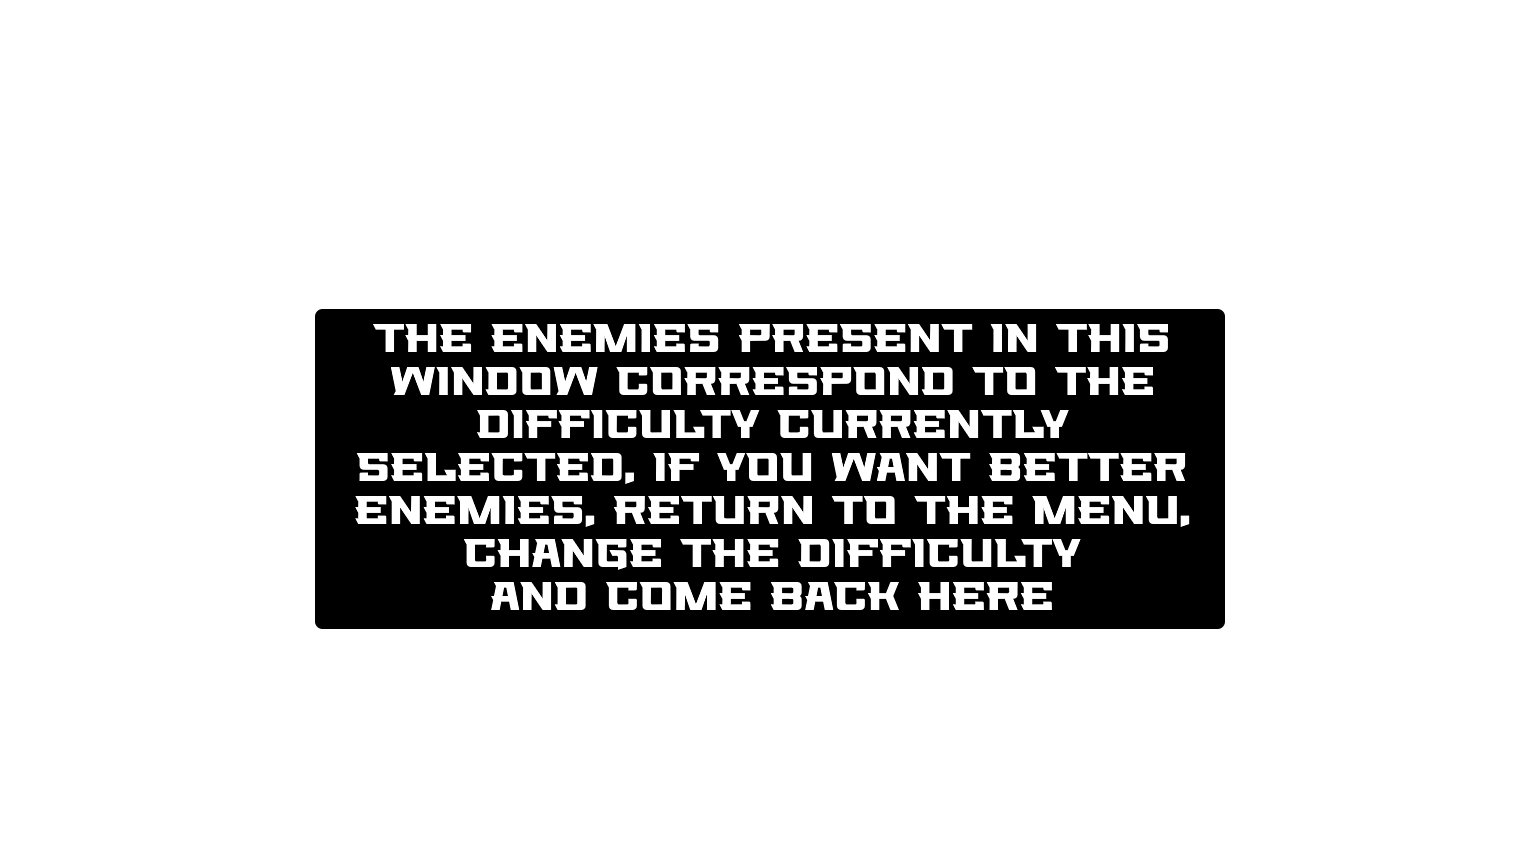 THE ENEMIES PRESENT IN THIS
WINDOW CORRESPOND TO THE
DIFFICULTY CURRENTLY
SELECTED, IF YOU WANT BETTER
ENEMIES, RETURN TO THE MENU,
CHANGE THE DIFFICULTY
AND COME BACK HERE